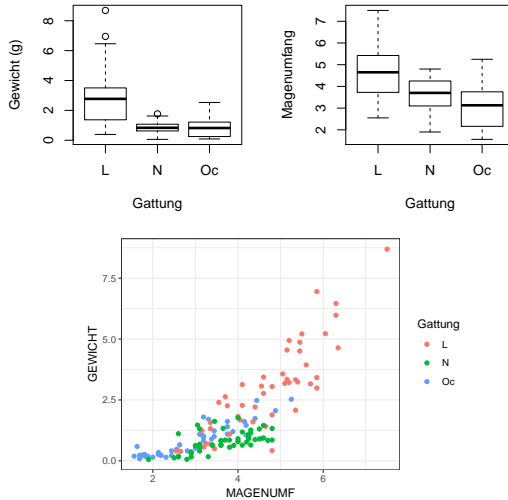 Gewicht (g)
0
2
4
6
8
L
N
Oc
Gattung
Magenumfang
2
3
4
5
6
7
L
N
Oc
Gattung
GEWICHT
7.5
5.0
2.5
0.0
2
4
6
MAGENUMF
Gattung
L
N
Oc